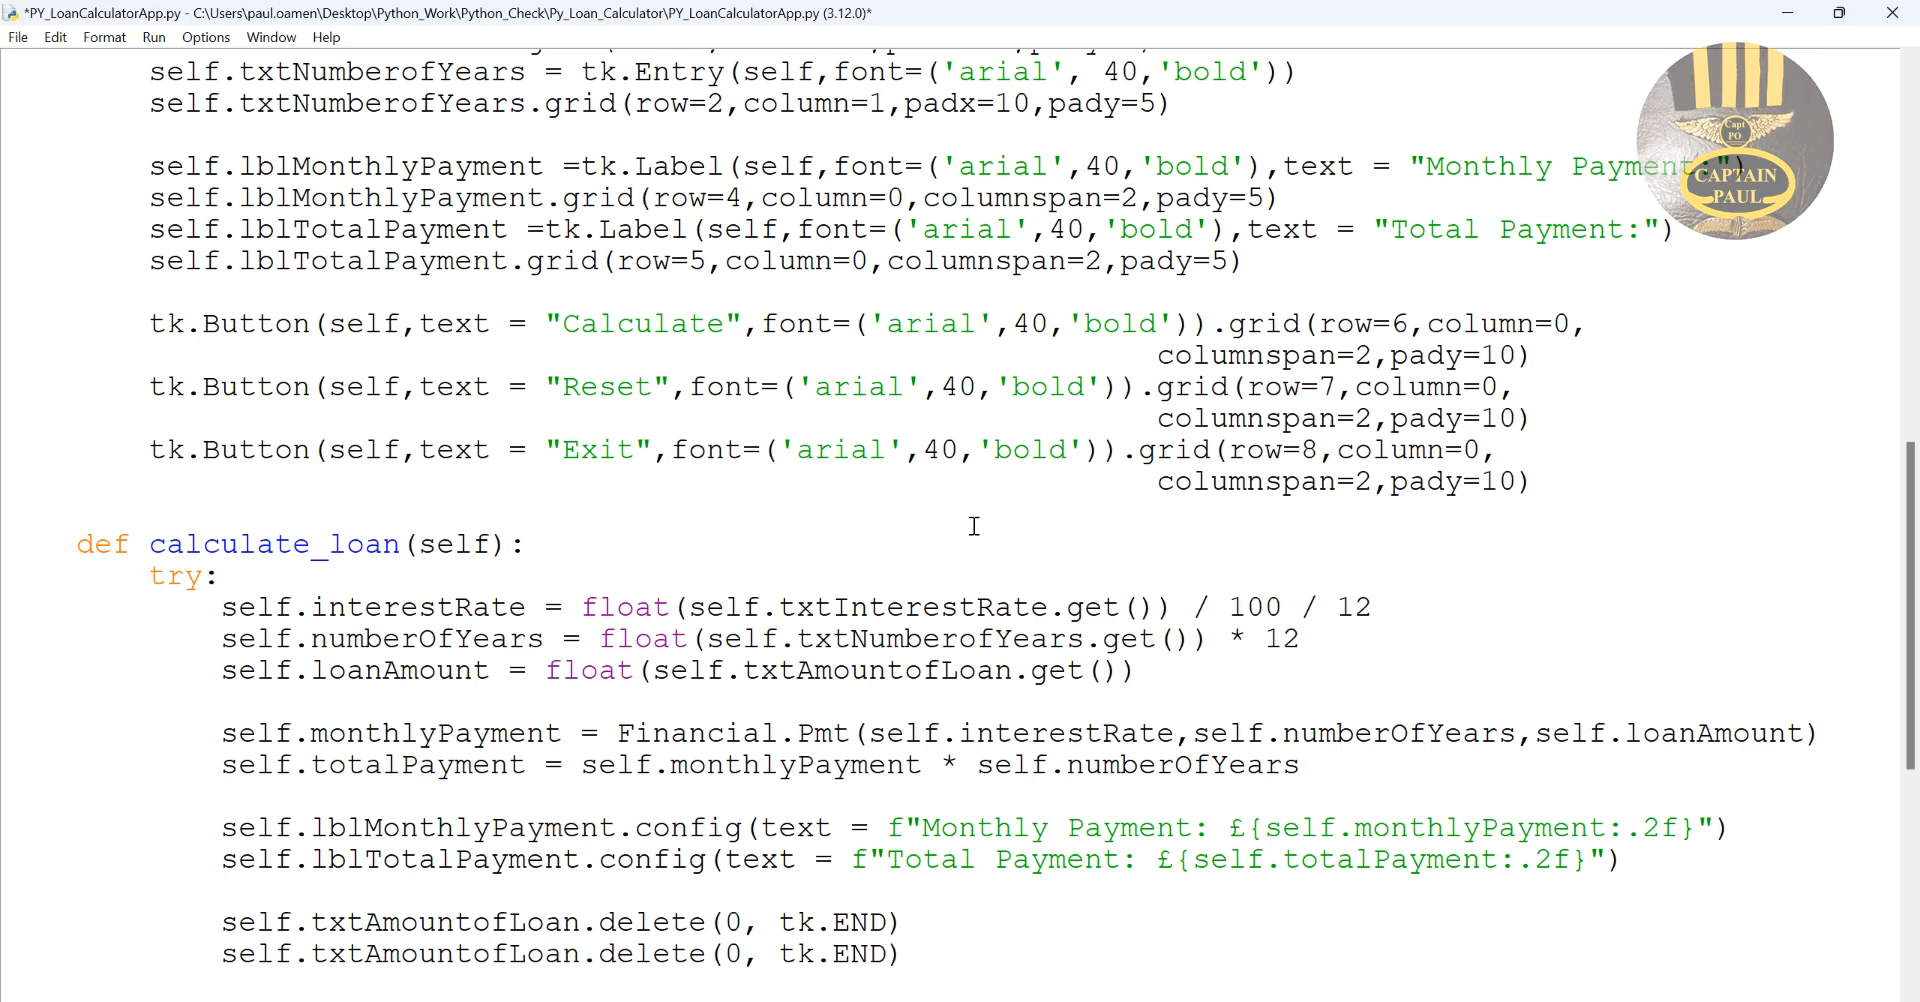 *PY_LoanCalculatorApp.py - C:\Users\paul.oamen\Desktop\Python_Work\Python_Check\Py_Loan_Calculator\PY_LoanCalculatorApp.py (3.12.0)*
File Edit Format Run Options Window Help
self.txtNumberofYears = tk.Entry(self,font=('arial', 40,'bold'))
self.txtNumberofYears.grid(row=2,column=1,padx=10,pady=5)
self.lblMonthlyPayment =tk.Label(self,font=('arial',40,'bold'),text = "Monthly Payment:")
self.lblMonthlyPayment.grid(row=4,column=0,columnspan=2,pady=5)
self.lblTotalPayment =tk.Label(self,font=('arial',40,'bold'),text = "Total Payment:")
self.lblTotalPayment.grid(row=5,column=0,columnspan=2,pady=5)
tk.Button(self,text = "Calculate",font=('arial',40,'bold')).grid(row=6,column=0,
columnspan=2,pady=10)
tk.Button(self,text = "Reset",font=('arial',40,'bold')).grid(row=7,column=0,
columnspan=2,pady=10)
tk.Button(self,text = "Exit",font=('arial',40,'bold')).grid(row=8,column=0,
columnspan=2,pady=10)
def calculate_loan(self):
try:
self.interestRate = float(self.txtInterestRate.get()) / 100 / 12
self.numberOfYears = float(self.txtNumberofYears.get()) * 12
self.loanAmount = float(self.txtAmountofLoan.get())
self.monthlyPayment = Financial.Pmt(self.interestRate,self.numberOfYears,self.loanAmount)
self.totalPayment = self.monthlyPayment * self.numberOfYears
self.lblMonthlyPayment.config(text = f"Monthly Payment: £{self.monthlyPayment:.2f}")
self.lblTotalPayment.config(text = f"Total Payment: £{self.totalPayment:.2f}")
self.txtAmountofLoan.delete(0, tk.END)
self.txtAmountofLoan.delete(0, tk.END)
Capt
PO
CAPTAIN
PAUL